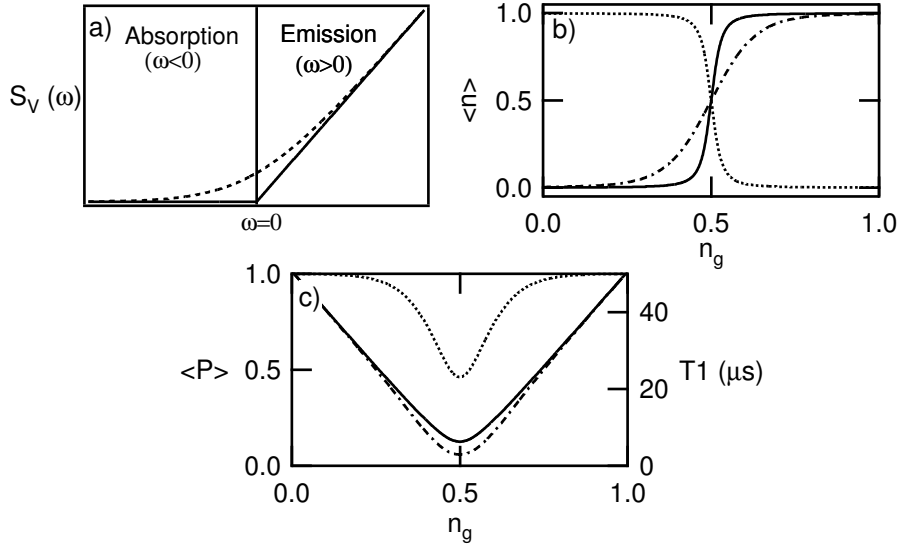 a)
Absorption
(ω<0)
Emission
(ω>0)
S_V (ω)
ω=0
b)
1.0
0.5
0.0
<n>
0.0
0.5
1.0
n_g
c)
1.0
0.5
0.0
<P>
40
20
0
T1 (μs)
0.0
0.5
1.0
n_g